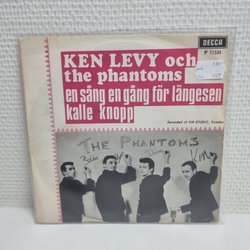 DECCA
KEN LEVY och
the phantoms
en sång en gång för längesen
kalle knopp
THE PHANTOMS